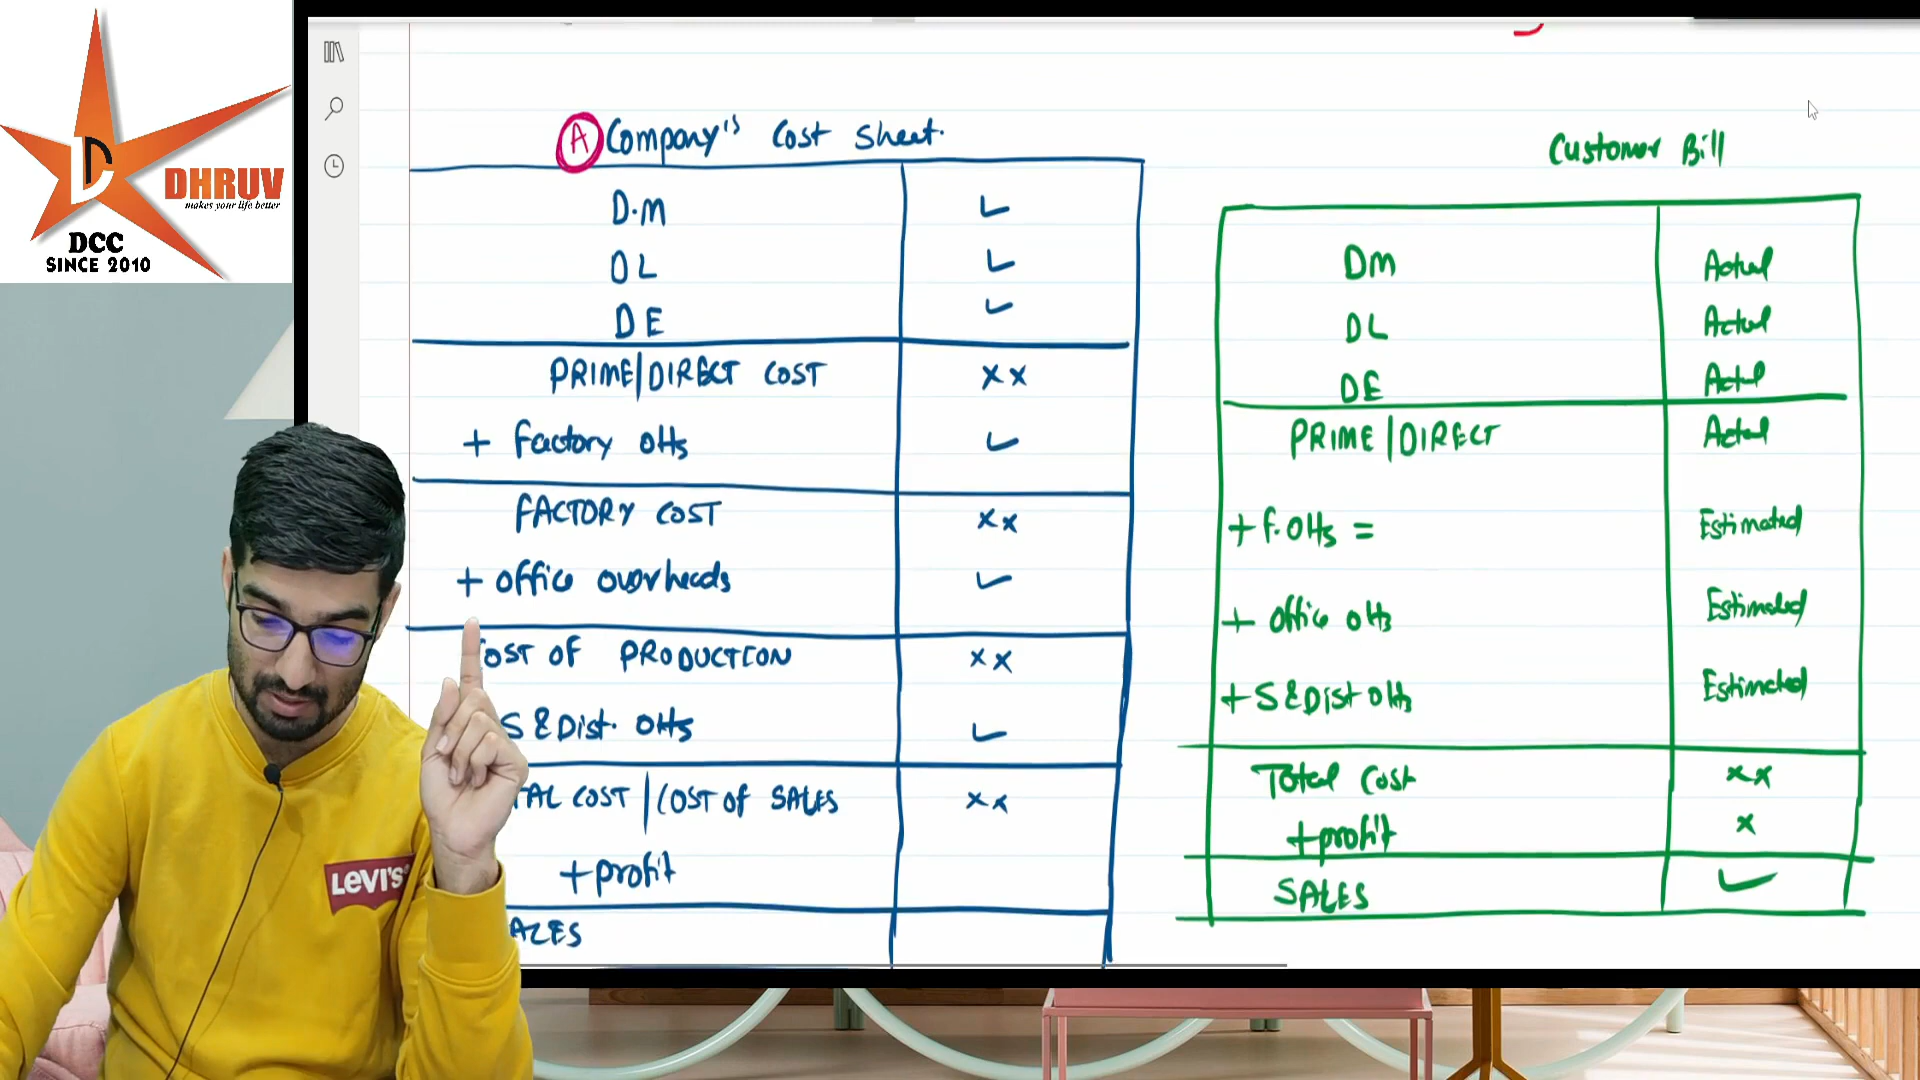 DC
DHRUV
makes your life better
DCC
SINCE 2010
A Company's Cost Sheet.
D.M
DL
DE
PRIME/DIRECT COST XX
+ Factory OHs
FACTORY COST XX
+ Office overheads
OST OF PRODUCTION XX
S & Dist. OHs
TAL COST / COST OF SALES XX
+ profit
ALES
Customer Bill
DM Actual
DL Actual
DE Actual
PRIME/DIRECT Actual
+ F.OHs = Estimated
+ Office OHs Estimated
+ S & Dist OHs Estimated
Total Cost XX
+ profit X
SALES
LEVI'S